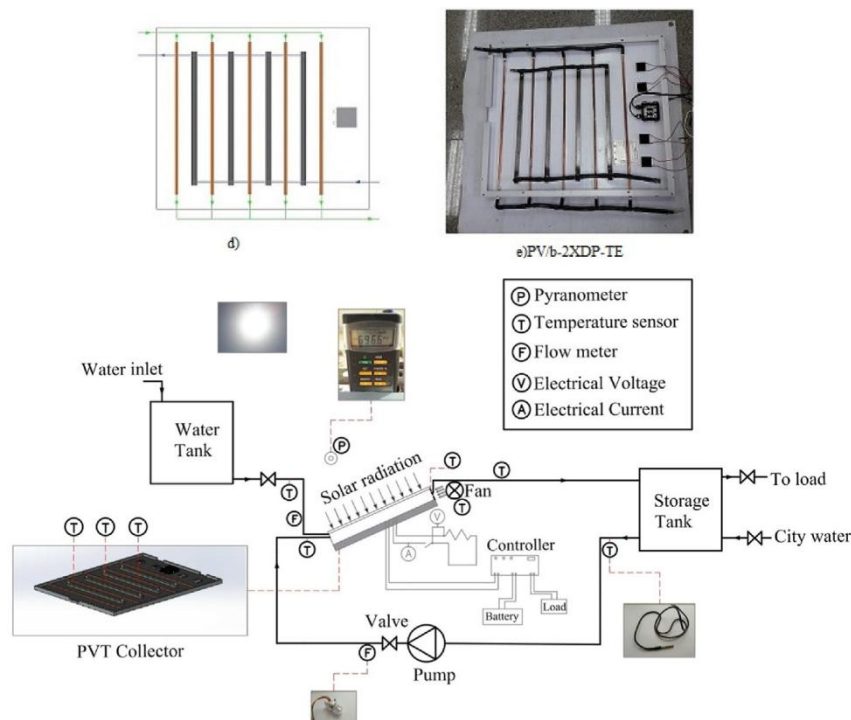 d)
e)PV/b-2XDP-TE
P Pyranometer
T Temperature sensor
F Flow meter
V Electrical Voltage
A Electrical Current
Water inlet
Water
Tank
P
Solar radiation
T
T
T
F
T
Fan
T
V
A
Controller
Battery
Load
Storage
Tank
To load
City water
T
T T T
PVT Collector
Valve
F
Pump